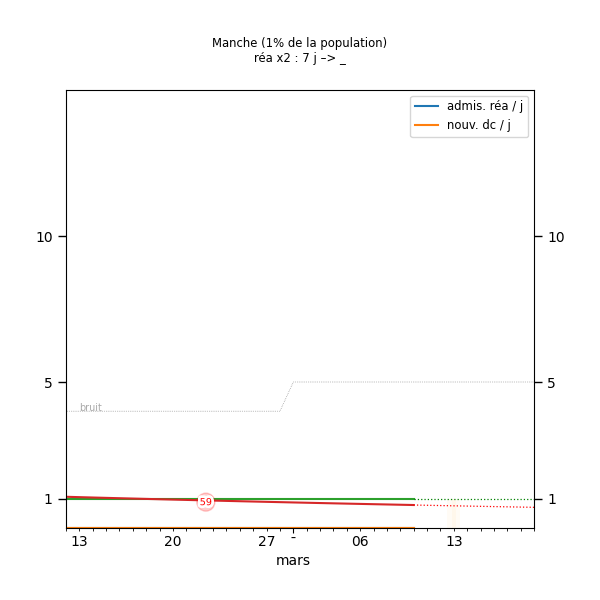 Manche (1% de la population)
réa x2 : 7 j –> _
admis. réa / j
nouv. dc / j
10 10
5 5
bruit
1 1
59
13 20 27 - 06 13
mars